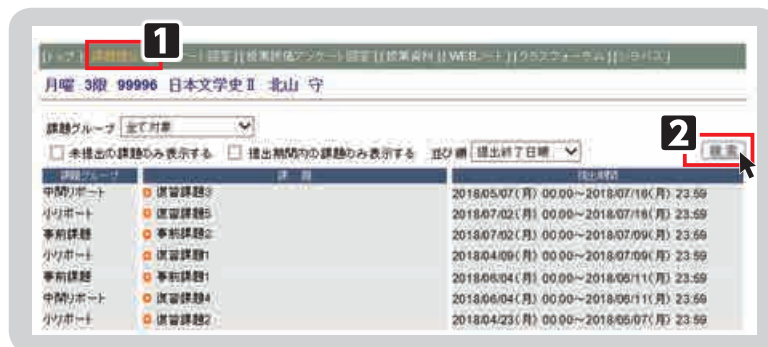 1
[トップ][課題提
ート回答][授業評価アンケート回答][授業資料][WEBノート][クラスフォーラム][シラバス]
月曜 3限 99996 日本文学史Ⅱ 北山 守
課題グループ 全て対象
2
未提出の課題のみ表示する 提出期間内の課題のみ表示する 並び順 提出終了日順 検索
課題グループ 課 題 提出期間
中間リポート 復習課題3 2018/05/07(月) 00:00～2018/07/16(月) 23:59
小リポート 復習課題5 2018/07/02(月) 00:00～2018/07/16(月) 23:59
事前課題 事前課題2 2018/07/02(月) 00:00～2018/07/09(月) 23:59
小リポート 復習課題1 2018/04/09(月) 00:00～2018/07/09(月) 23:59
事前課題 事前課題1 2018/06/04(月) 00:00～2018/06/11(月) 23:59
中間リポート 復習課題4 2018/06/04(月) 00:00～2018/06/11(月) 23:59
小リポート 復習課題2 2018/04/23(月) 00:00～2018/05/07(月) 23:59